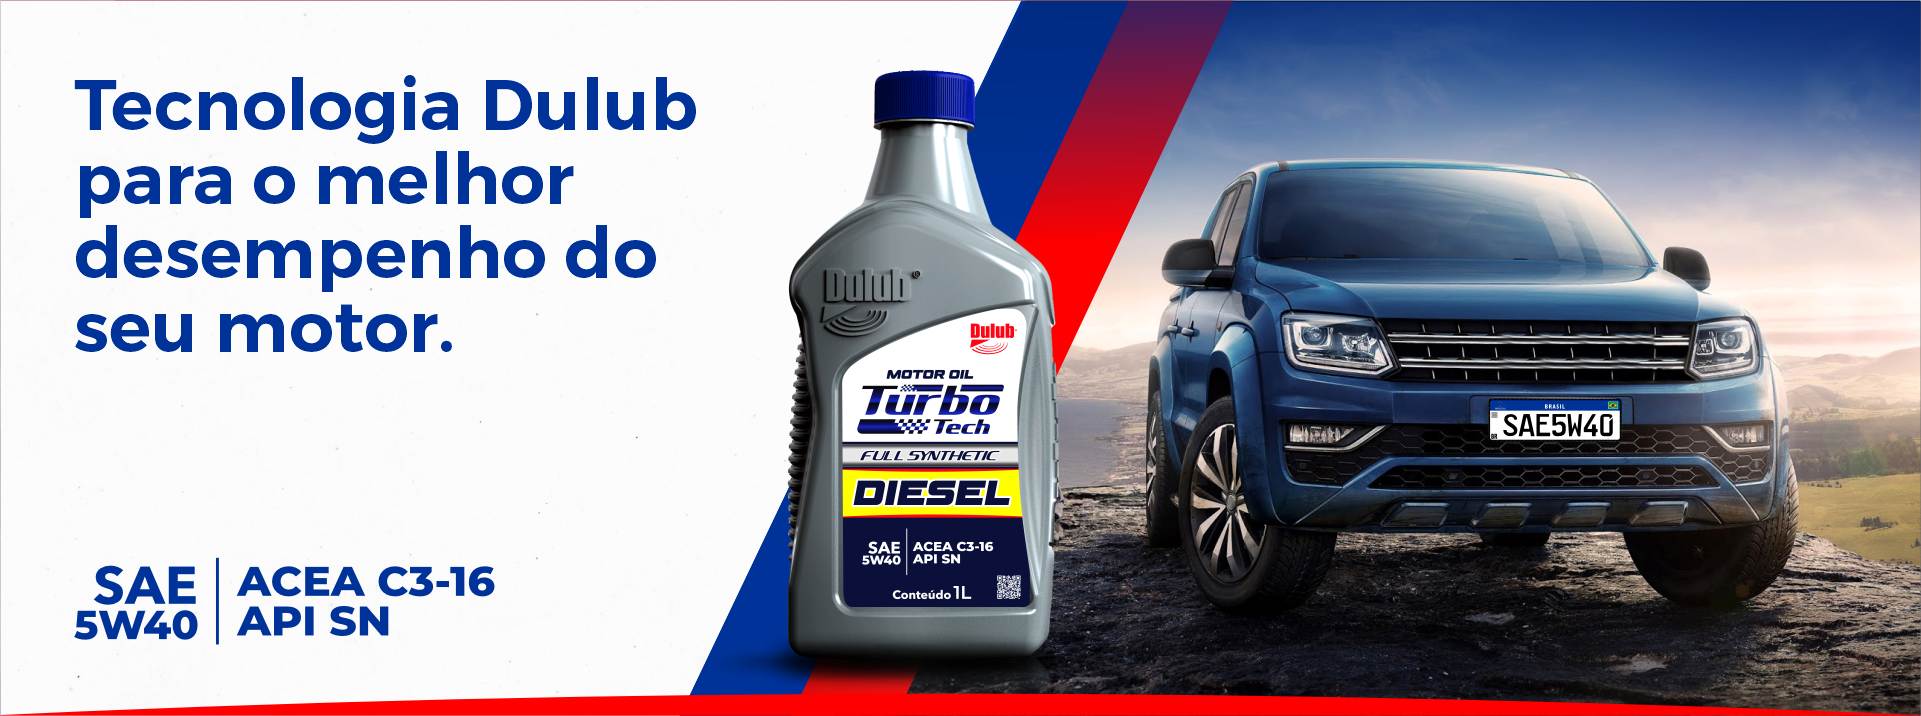 Tecnologia Dulub
para o melhor
desempenho do
seu motor.
SAE
5W40
ACEA C3-16
API SN
Dulub
Dulub
MOTOR OIL
Turbo
Tech
FULL SYNTHETIC
DIESEL
SAE
5W40
ACEA C3-16
API SN
Conteúdo 1L
BRASIL
BR
SAE5W40